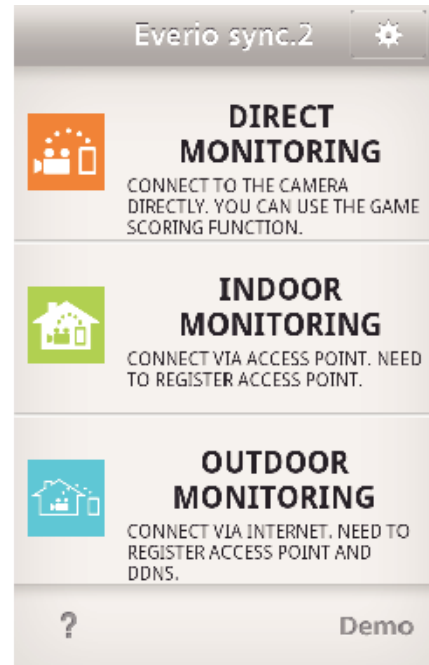 Everio sync.2
DIRECT
MONITORING
CONNECT TO THE CAMERA
DIRECTLY. YOU CAN USE THE GAME
SCORING FUNCTION.
INDOOR
MONITORING
CONNECT VIA ACCESS POINT. NEED
TO REGISTER ACCESS POINT.
OUTDOOR
MONITORING
CONNECT VIA INTERNET. NEED TO
REGISTER ACCESS POINT AND
DDNS.
? Demo